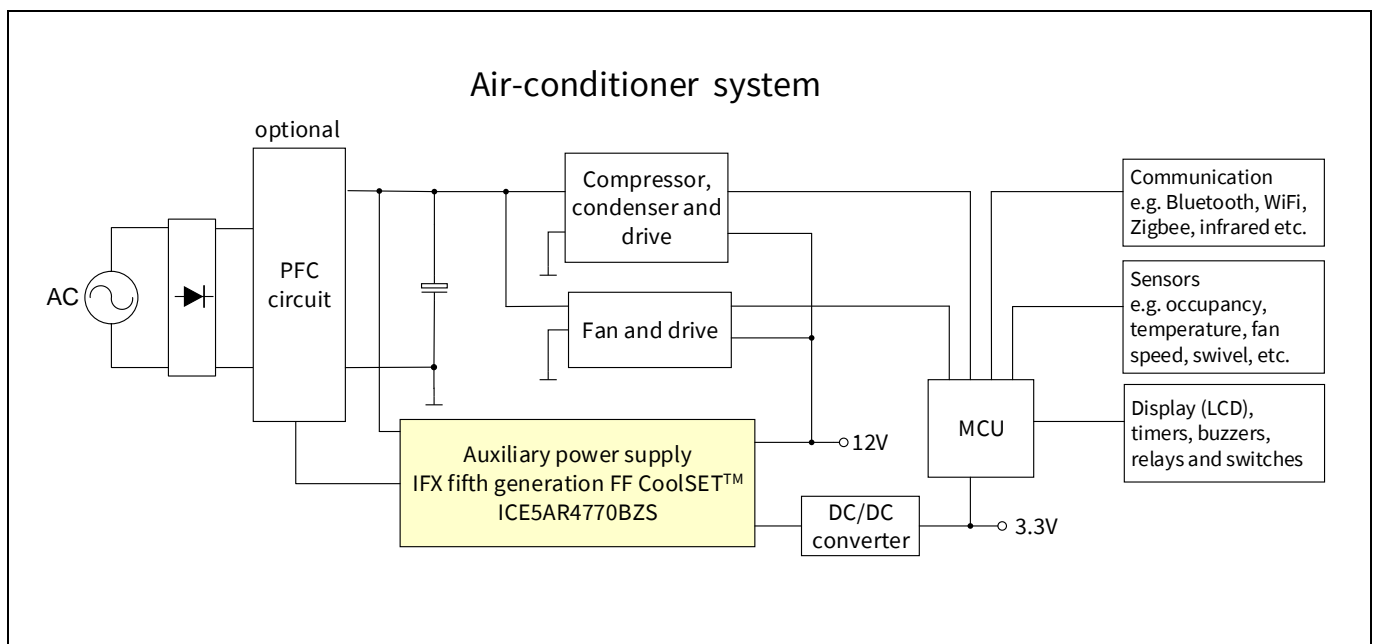 Air-conditioner system
optional
AC
PFC
circuit
Compressor,
condenser and
drive
Fan and drive
Auxiliary power supply
IFX fifth generation FF CoolSET™
ICE5AR4770BZS
12V
DC/DC
converter
3.3V
MCU
Communication
e.g. Bluetooth, WiFi,
Zigbee, infrared etc.
Sensors
e.g. occupancy,
temperature, fan
speed, swivel, etc.
Display (LCD),
timers, buzzers,
relays and switches